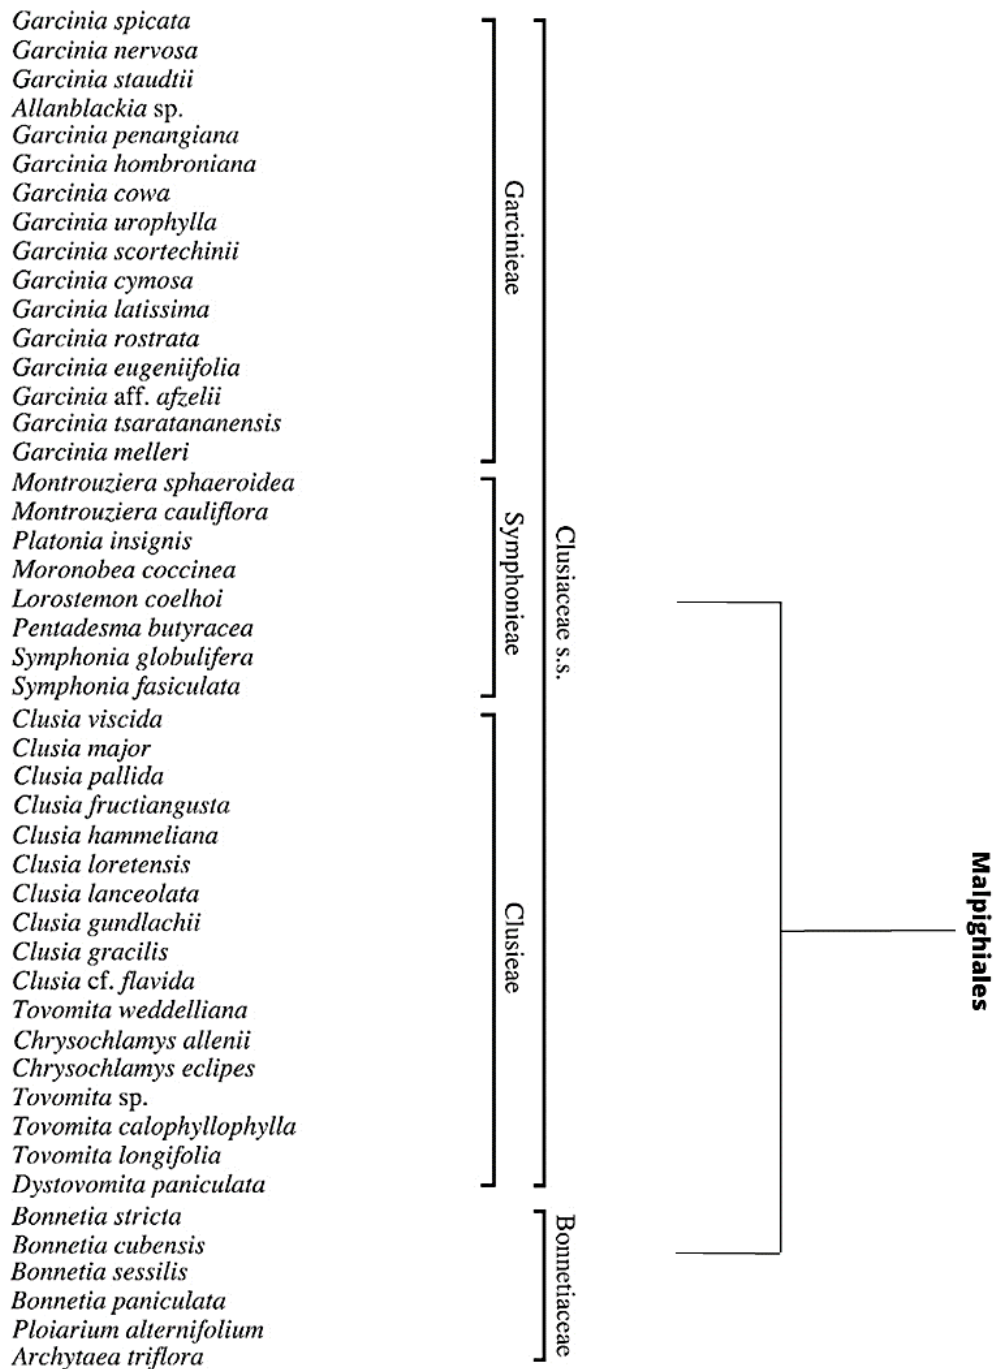 Garcinia spicata
Garcinia nervosa
Garcinia staudtii
Allanblackia sp.
Garcinia penangiana
Garcinia hombroniana
Garcinia cowa
Garcinia urophylla
Garcinia scortechinii
Garcinia cymosa
Garcinia latissima
Garcinia rostrata
Garcinia eugeniifolia
Garcinia aff. afzelii
Garcinia tsaratananensis
Garcinia melleri
Montrouziera sphaeroidea
Montrouziera cauliflora
Platonia insignis
Moronobea coccinea
Lorostemon coelhoi
Pentadesma butyracea
Symphonia globulifera
Symphonia fasiculata
Clusia viscida
Clusia major
Clusia pallida
Clusia fructiangusta
Clusia hammeliana
Clusia loretensis
Clusia lanceolata
Clusia gundlachii
Clusia gracilis
Clusia cf. flavida
Tovomita weddelliana
Chrysochlamys allenii
Chrysochlamys eclipes
Tovomita sp.
Tovomita calophyllophylla
Tovomita longifolia
Dystovomita paniculata
Bonnetia stricta
Bonnetia cubensis
Bonnetia sessilis
Bonnetia paniculata
Ploiarium alternifolium
Archytaea triflora
Garcinieae
Symphonieae
Clusieae
Clusiaceae s.s.
Bonnetiaceae
Malpighiales